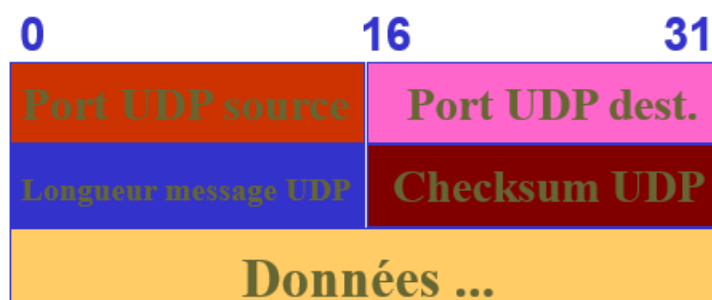 0 16 31
Port UDP source Port UDP dest.
Longueur message UDP Checksum UDP
Données ...